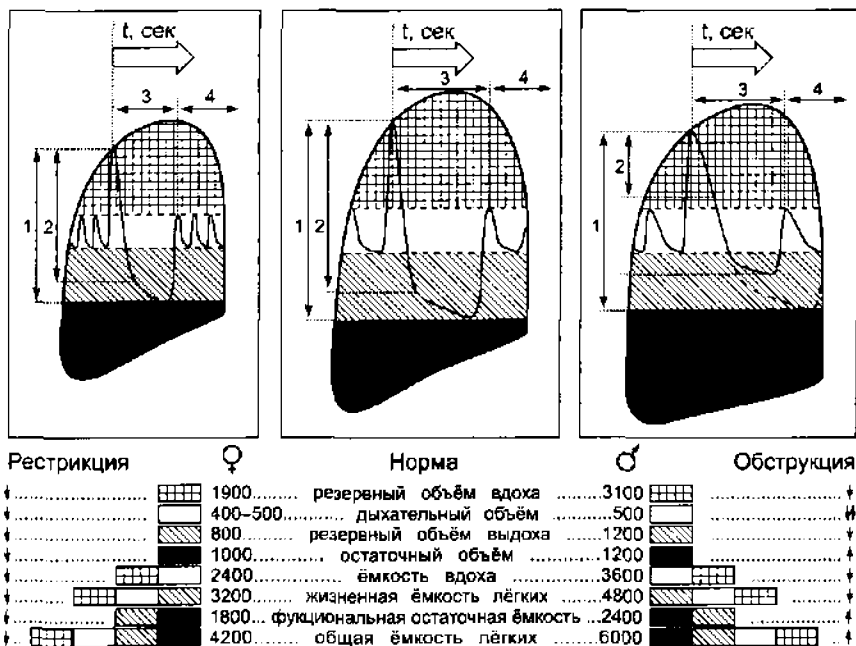 t, сек
t, сек
t, сек
3
4
3
4
3
4
1
2
1
2
2
1
Рестрикция ♀ Норма ♂ Обструкция
1900........ резервный объём вдоха .....3100
400–500..... дыхательный объём .......500
800........ резервный объём выдоха ....1200
1000.......... остаточный объём ..........1200
2400............ ёмкость вдоха ............3600
3200...... жизненная ёмкость лёгких ....4800
1800... фукциональная остаточная ёмкость ..2400
4200......... общая ёмкость лёгких .......6000